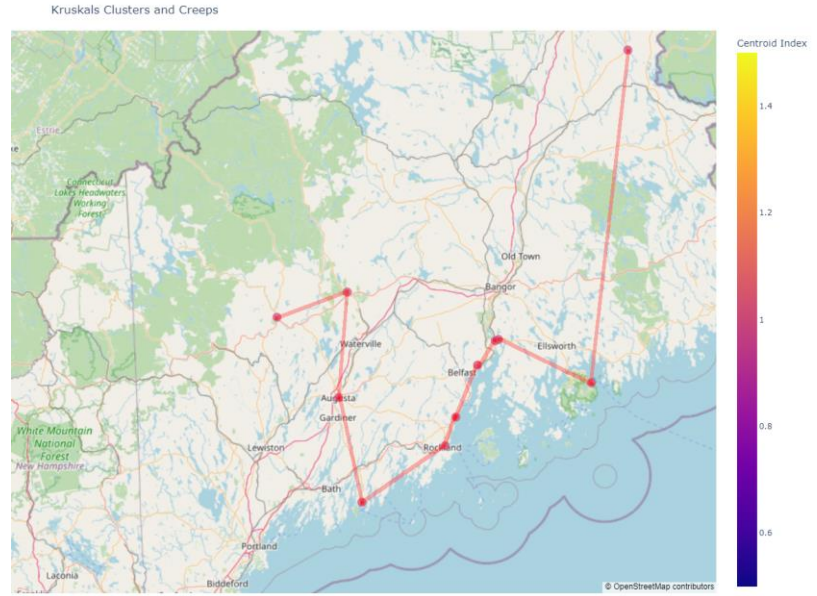 Kruskals Clusters and Creeps
Centroid Index
1.4
1.2
1
0.8
0.6
Estrie
ke
Connecticut
Lakes Headwaters
Working
Forest
Old Town
Bangor
Waterville
Ellsworth
Belfast
Augusta
Gardiner
White Mountain
National
Forest
New Hampshire
Lewiston
Rockland
Bath
Portland
Laconia
Biddeford
© OpenStreetMap contributors